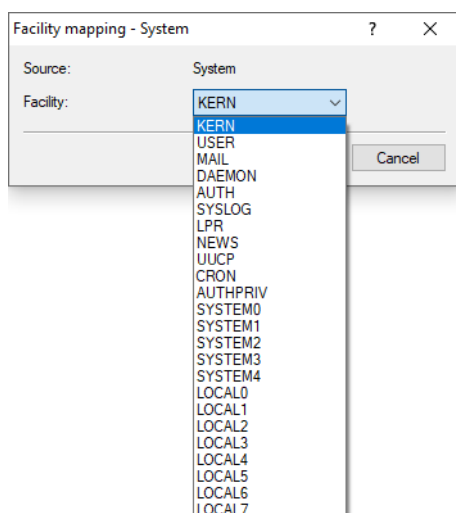 Facility mapping - System ?
Source: System
Facility: KERN
KERN
USER
MAIL
DAEMON
Cancel
AUTH
SYSLOG
LPR
NEWS
UUCP
CRON
AUTHPRIV
SYSTEM0
SYSTEM1
SYSTEM2
SYSTEM3
SYSTEM4
LOCAL0
LOCAL1
LOCAL2
LOCAL3
LOCAL4
LOCAL5
LOCAL6
LOCAL7